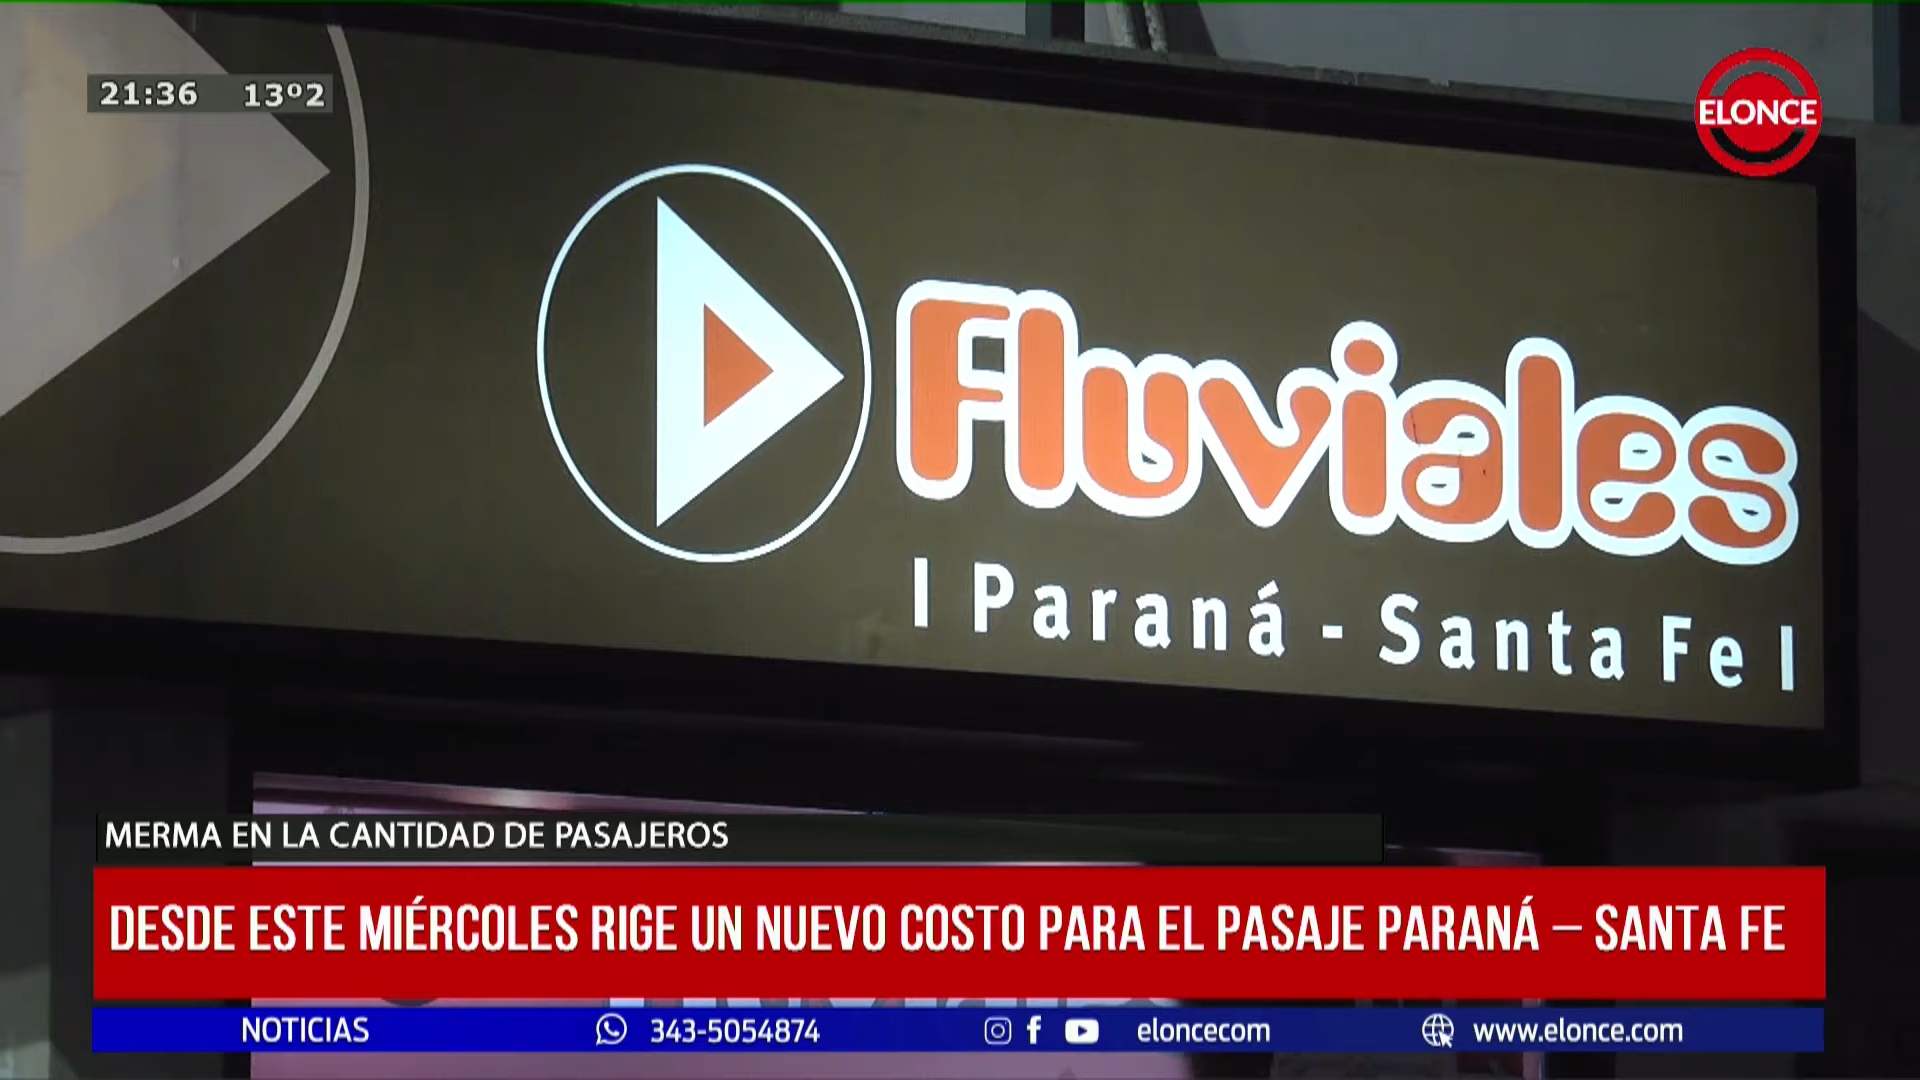 21:36 13º2
ELONCE
Fluviales
| Paraná - Santa Fe |
MERMA EN LA CANTIDAD DE PASAJEROS
DESDE ESTE MIÉRCOLES RIGE UN NUEVO COSTO PARA EL PASAJE PARANÁ – SANTA FE
NOTICIAS 343-5054874 eloncecom www.elonce.com